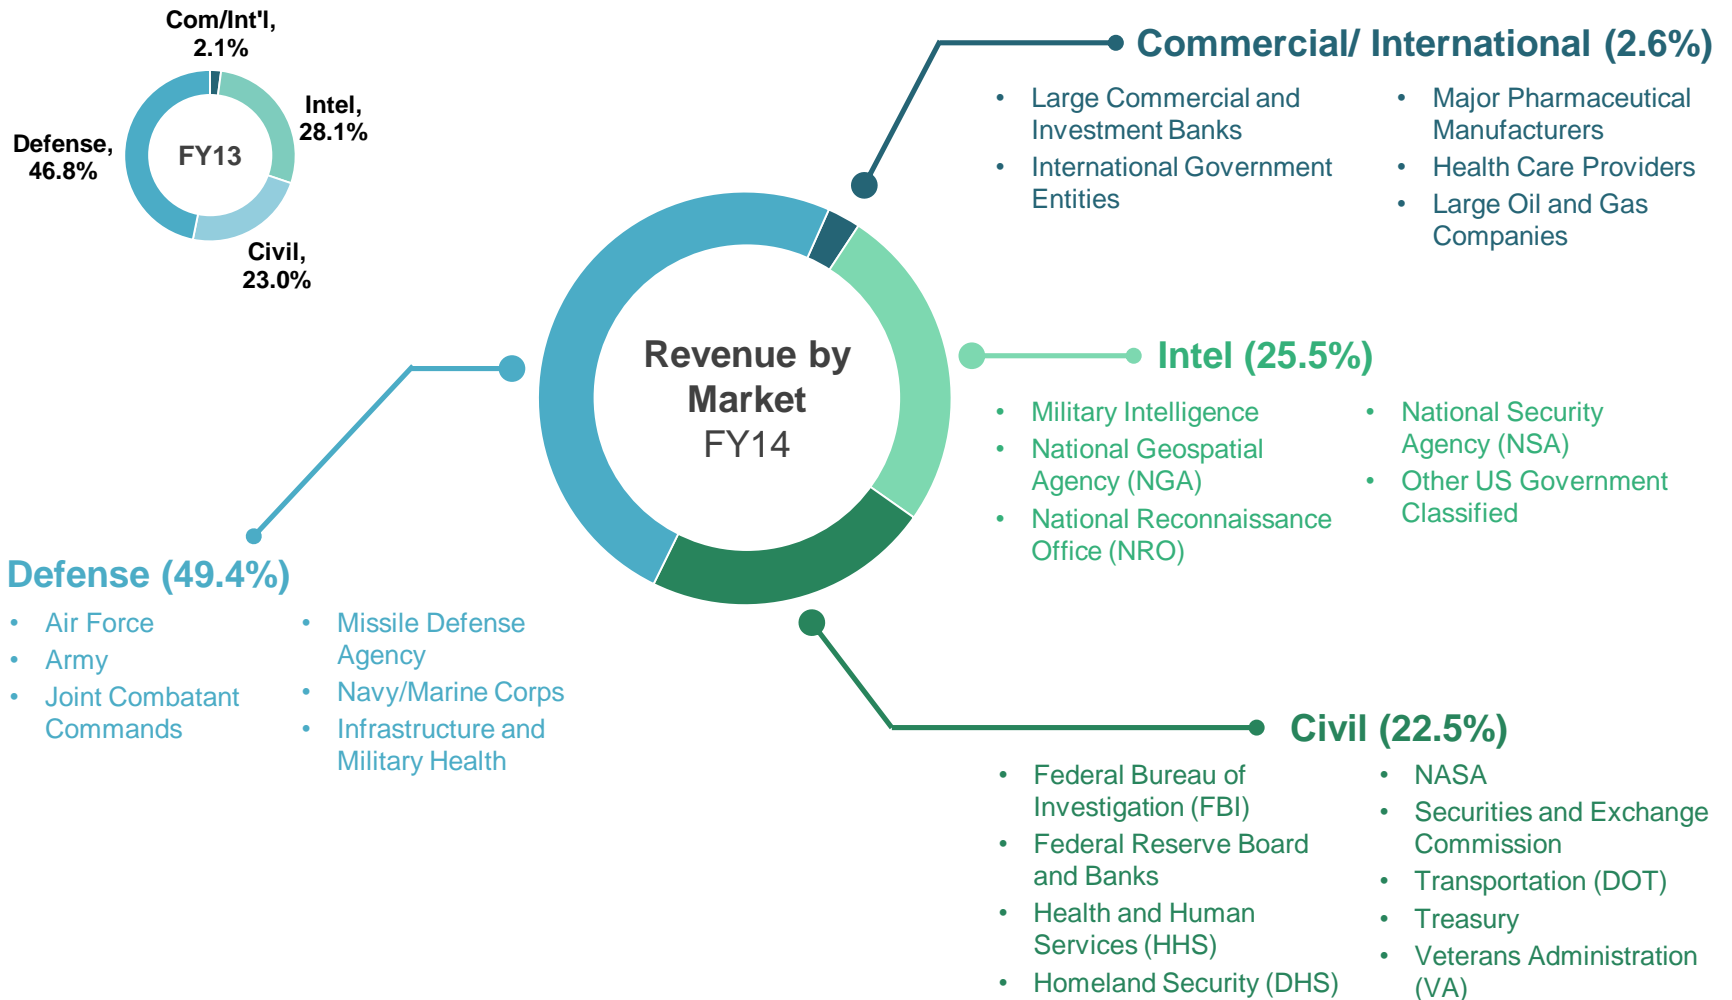 Com/Int'l,
2.1%
Intel,
28.1%
Defense,
46.8%
FY13
Civil,
23.0%
Commercial/ International (2.6%)
• Large Commercial and
Investment Banks
• International Government
Entities
• Major Pharmaceutical
Manufacturers
• Health Care Providers
• Large Oil and Gas
Companies
Revenue by
Market
FY14
Intel (25.5%)
• Military Intelligence
• National Geospatial
Agency (NGA)
• National Reconnaissance
Office (NRO)
• National Security
Agency (NSA)
• Other US Government
Classified
Defense (49.4%)
• Air Force
• Army
• Joint Combatant
Commands
• Missile Defense
Agency
• Navy/Marine Corps
• Infrastructure and
Military Health
Civil (22.5%)
• Federal Bureau of
Investigation (FBI)
• Federal Reserve Board
and Banks
• Health and Human
Services (HHS)
• Homeland Security (DHS)
• NASA
• Securities and Exchange
Commission
• Transportation (DOT)
• Treasury
• Veterans Administration
(VA)